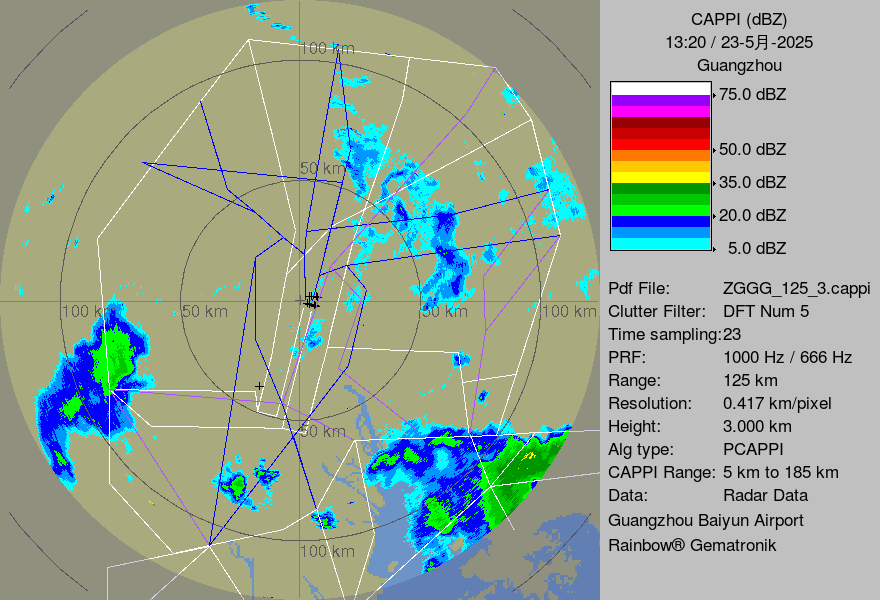 CAPPI (dBZ)
13:20 / 23-5月-2025
Guangzhou
75.0 dBZ
50.0 dBZ
35.0 dBZ
20.0 dBZ
5.0 dBZ
Pdf File: ZGGG_125_3.cappi
Clutter Filter: DFT Num 5
Time sampling:23
PRF: 1000 Hz / 666 Hz
Range: 125 km
Resolution: 0.417 km/pixel
Height: 3.000 km
Alg type: PCAPPI
CAPPI Range: 5 km to 185 km
Data: Radar Data
Guangzhou Baiyun Airport
Rainbow® Gematronik
100 km
50 km
100 km
50 km
50 km
100 km
50 km
100 km